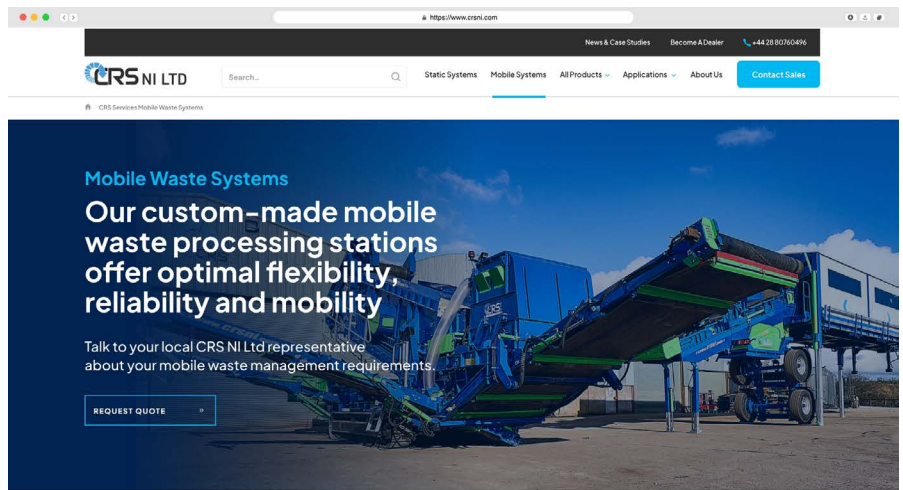 https://www.crsni.com
News & Case Studies Become A Dealer +44 28 80760496
CRS NI LTD Search... Static Systems Mobile Systems All Products Applications About Us Contact Sales
CRS Services Mobile Waste Systems
Mobile Waste Systems
Our custom-made mobile
waste processing stations
offer optimal flexibility,
reliability and mobility
Talk to your local CRS NI Ltd representative
about your mobile waste management requirements.
REQUEST QUOTE »
CRS